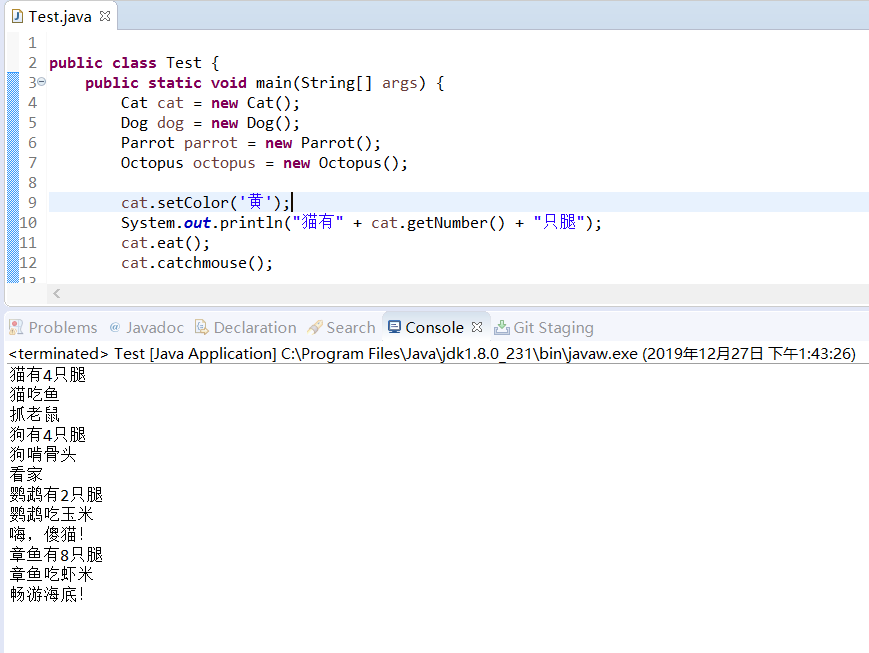 Test.java
1
2 public class Test {
3 public static void main(String[] args) {
4 Cat cat = new Cat();
5 Dog dog = new Dog();
6 Parrot parrot = new Parrot();
7 Octopus octopus = new Octopus();
8
9 cat.setColor('黄');
10 System.out.println("猫有" + cat.getNumber() + "只腿");
11 cat.eat();
12 cat.catchmouse();
13
Problems @ Javadoc Declaration Search Console Git Staging
<terminated> Test [Java Application] C:\Program Files\Java\jdk1.8.0_231\bin\javaw.exe (2019年12月27日 下午1:43:26)
猫有4只腿
猫吃鱼
抓老鼠
狗有4只腿
狗啃骨头
看家
鹦鹉有2只腿
鹦鹉吃玉米
嗨，傻猫！
章鱼有8只腿
章鱼吃虾米
畅游海底！